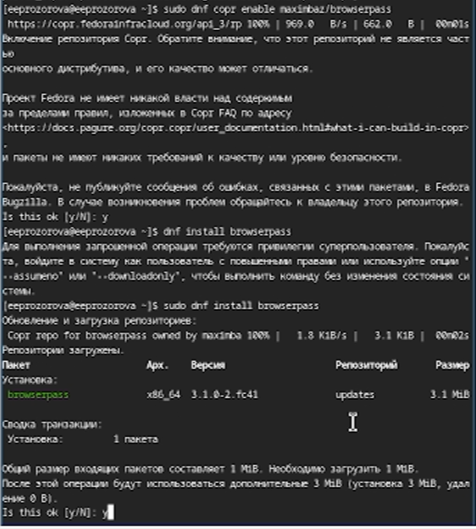 [eeprozorova@eeprozorova ~]$ sudo dnf copr enable maximbaz/browserpass
https://copr.fedorainfracloud.org/api_3/rp 100% | 969.0   B/s | 662.0   B | 00m01s
Включение репозитория Copr. Обратите внимание, что этот репозиторий не является част
ью
основного дистрибутива, и его качество может отличаться.
Проект Fedora не имеет никакой власти над содержимым
за пределами правил, изложенных в Copr FAQ по адресу
<https://docs.pagure.org/copr.copr/user_documentation.html#what-i-can-build-in-copr>
,
и пакеты не имеют никаких требований к качеству или уровню безопасности.
Пожалуйста, не публикуйте сообщения об ошибках, связанных с этими пакетами, в Fedora
Bugzilla. В случае возникновения проблем обращайтесь к владельцу этого репозитория.
Is this ok [y/N]: y
[eeprozorova@eeprozorova ~]$ dnf install browserpass
Для выполнения запрошенной операции требуются привилегии суперпользователя. Пожалуйс
та, войдите в систему как пользователь с повышенными правами или используйте опции "
--assumeno" или "--downloadonly", чтобы выполнить команду без изменения состояния си
стемы.
[eeprozorova@eeprozorova ~]$ sudo dnf install browserpass
Обновление и загрузка репозиториев:
Copr repo for browserpass owned by maximba 100% |   1.8 KiB/s |   3.1 KiB | 00m02s
Репозитории загружены.
Пакет Арх. Версия Репозиторий Размер
Установка:
browserpass x86_64 3.1.0-2.fc41 updates 3.1 MiB
Сводка транзакции:
Установка: 1 пакета
Общий размер входящих пакетов составляет 1 MiB. Необходимо загрузить 1 MiB.
После этой операции будут использоваться дополнительные 3 MiB (установка 3 MiB, удал
ение 0 B).
Is this ok [y/N]: y